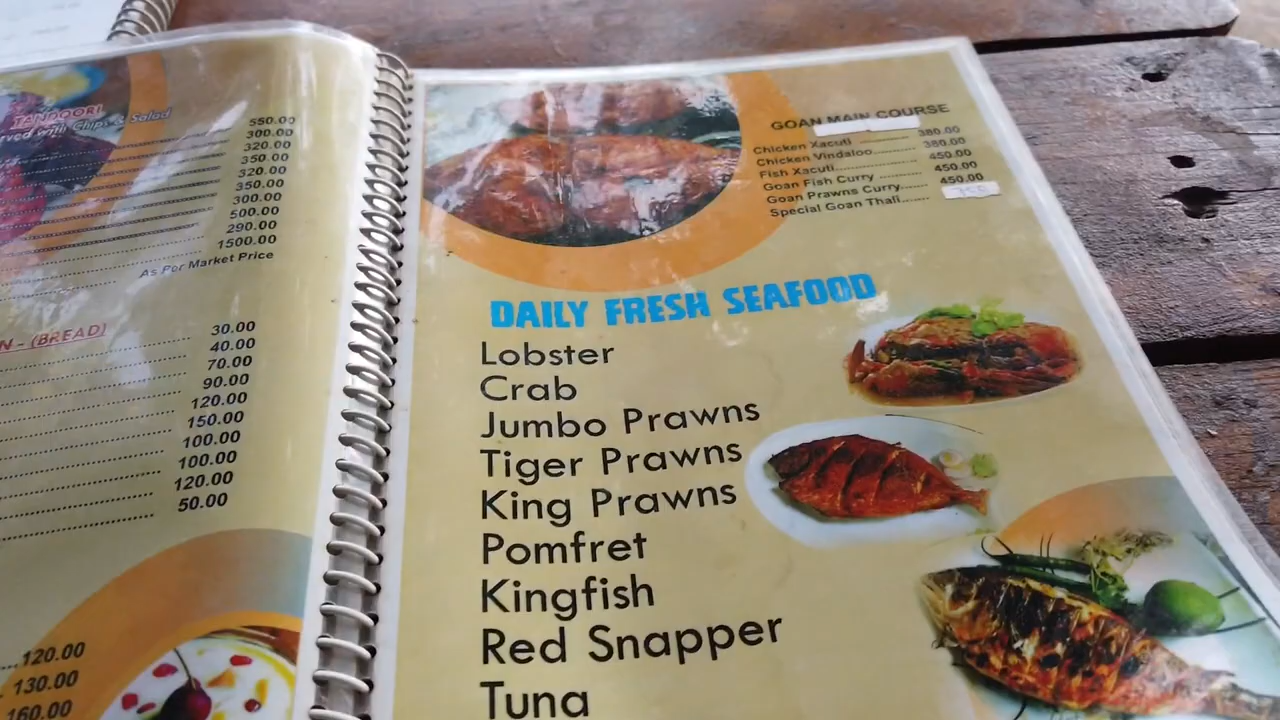 TANDOORI
ved with Chips & Salad
550.00
300.00
320.00
350.00
320.00
350.00
300.00
500.00
290.00
1500.00
As Per Market Price
N - (BREAD)
30.00
40.00
70.00
90.00
120.00
150.00
100.00
100.00
120.00
50.00
120.00
130.00
160.00
GOAN MAIN COURSE
Chicken Xacuti 380.00
Chicken Vindaloo 380.00
Fish Xacuti 450.00
Goan Fish Curry 450.00
Goan Prawns Curry 450.00
Special Goan Thali
DAILY FRESH SEAFOOD
Lobster
Crab
Jumbo Prawns
Tiger Prawns
King Prawns
Pomfret
Kingfish
Red Snapper
Tuna